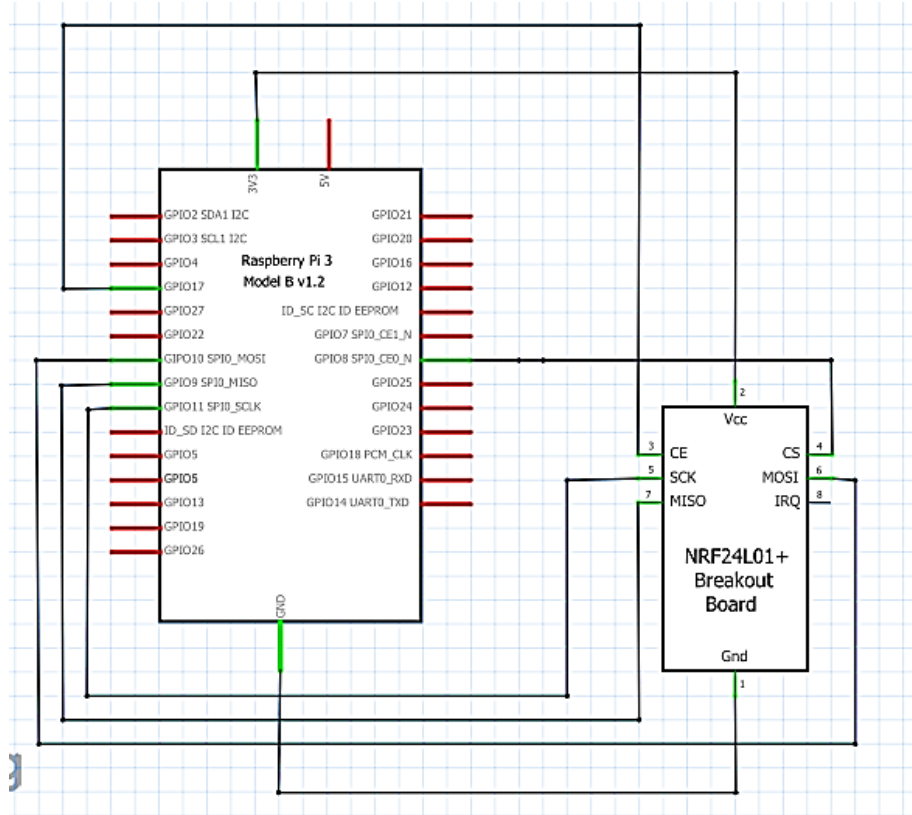 3V3
5V
GPIO2 SDA1 I2C
GPIO3 SCL1 I2C
GPIO4
GPIO17
GPIO27
GPIO22
GIPO10 SPI0_MOSI
GPIO9 SPI0_MISO
GPIO11 SPI0_SCLK
ID_SD I2C ID EEPROM
GPIO5
GPIO6
GPIO13
GPIO19
GPIO26
Raspberry Pi 3
Model B v1.2
GPIO21
GPIO20
GPIO16
GPIO12
ID_SC I2C ID EEPROM
GPIO7 SPI0_CE1_N
GPIO8 SPI0_CE0_N
GPIO25
GPIO24
GPIO23
GPIO18 PCM_CLK
GPIO15 UART0_RXD
GPIO14 UART0_TXD
GND
2
Vcc
3 CE
5 SCK
7 MISO
CS 4
MOSI 6
IRQ 8
NRF24L01+
Breakout
Board
Gnd
1
g